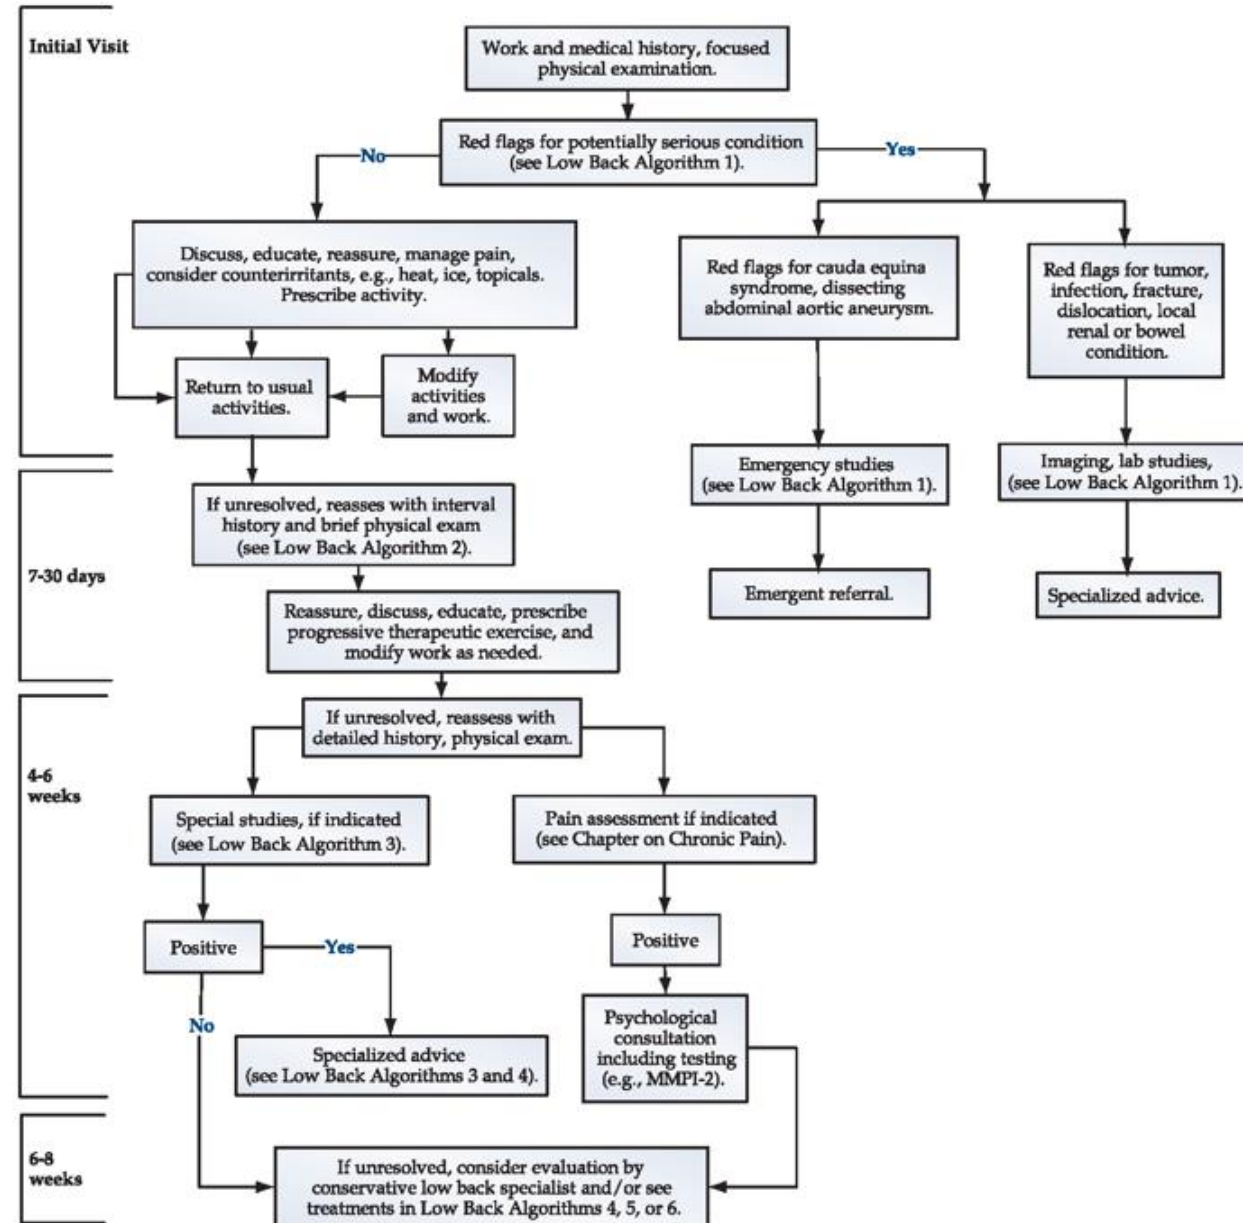 Initial Visit
Work and medical history, focused
physical examination.
Red flags for potentially serious condition
(see Low Back Algorithm 1).
No
Yes
Discuss, educate, reassure, manage pain,
consider counterirritants, e.g., heat, ice, topicals.
Prescribe activity.
Red flags for cauda equina
syndrome, dissecting
abdominal aortic aneurysm.
Red flags for tumor,
infection, fracture,
dislocation, local
renal or bowel
condition.
Return to usual
activities.
Modify
activities
and work.
Emergency studies
(see Low Back Algorithm 1).
Imaging, lab studies,
(see Low Back Algorithm 1).
7-30 days
If unresolved, reasses with interval
history and brief physical exam
(see Low Back Algorithm 2).
Emergent referral.
Specialized advice.
Reassure, discuss, educate, prescribe
progressive therapeutic exercise, and
modify work as needed.
4-6
weeks
If unresolved, reassess with
detailed history, physical exam.
Special studies, if indicated
(see Low Back Algorithm 3).
Pain assessment if indicated
(see Chapter on Chronic Pain).
Positive
Yes
No
Positive
Specialized advice
(see Low Back Algorithms 3 and 4).
Psychological
consultation
including testing
(e.g., MMPI-2).
6-8
weeks
If unresolved, consider evaluation by
conservative low back specialist and/or see
treatments in Low Back Algorithms 4, 5, or 6.